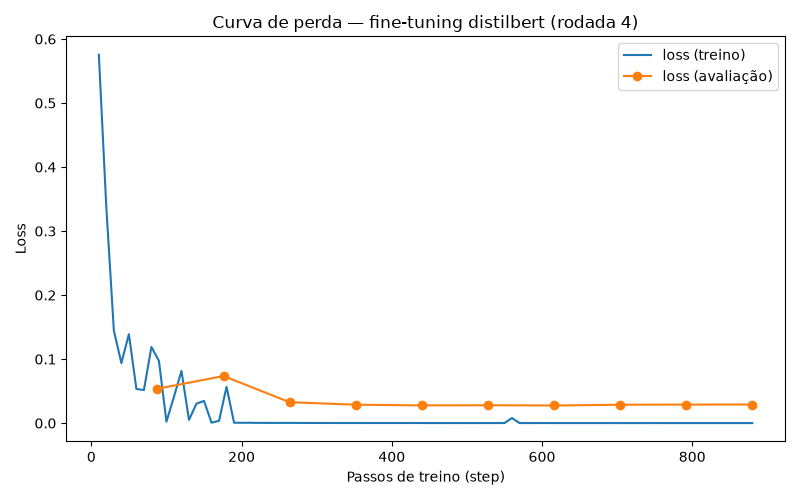 Curva de perda — fine-tuning distilbert (rodada 4)
loss (treino)
loss (avaliação)
0.6
0.5
0.4
0.3
0.2
0.1
0.0
Loss
0 200 400 600 800
Passos de treino (step)